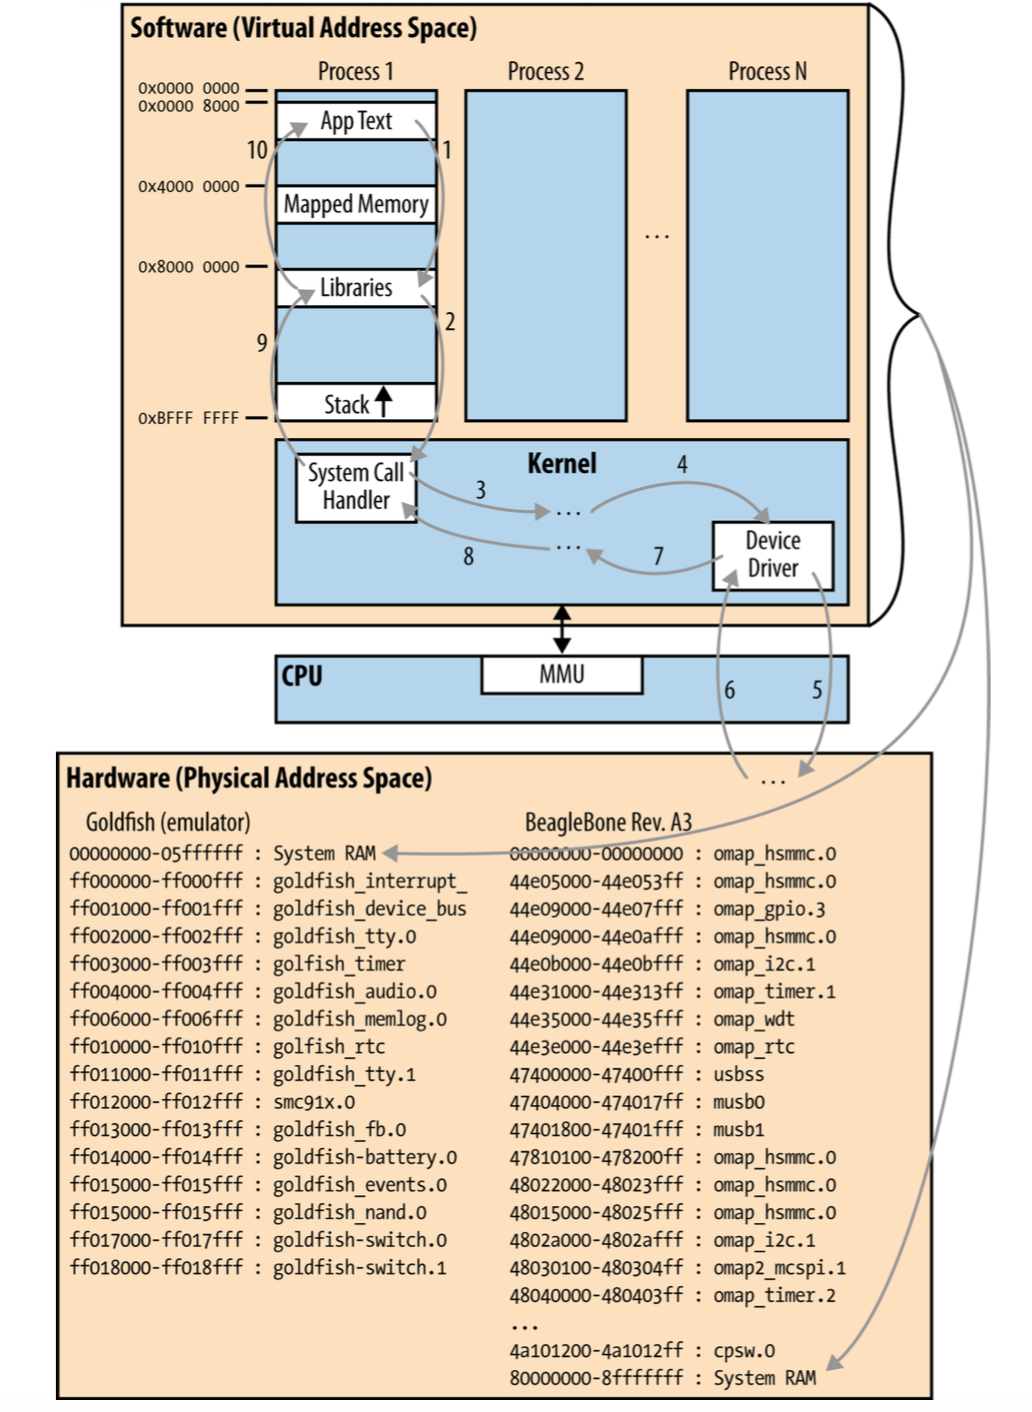 Software (Virtual Address Space)
Process 1
Process 2
Process N
0x0000 0000
0x0000 8000
App Text
10
1
0x4000 0000
Mapped Memory
...
0x8000 0000
Libraries
2
9
Stack
0xBFFF FFFF
Kernel
System Call
Handler
3
...
4
8
...
7
Device
Driver
CPU
MMU
6
5
Hardware (Physical Address Space)
...
Goldfish (emulator)
00000000-05ffffff : System RAM
ff000000-ff000fff : goldfish_interrupt_
ff001000-ff001fff : goldfish_device_bus
ff002000-ff002fff : goldfish_tty.0
ff003000-ff003fff : golfish_timer
ff004000-ff004fff : goldfish_audio.0
ff006000-ff006fff : goldfish_memlog.0
ff010000-ff010fff : golfish_rtc
ff011000-ff011fff : goldfish_tty.1
ff012000-ff012fff : smc91x.0
ff013000-ff013fff : goldfish_fb.0
ff014000-ff014fff : goldfish-battery.0
ff015000-ff015fff : goldfish_events.0
ff015000-ff015fff : goldfish_nand.0
ff017000-ff017fff : goldfish-switch.0
ff018000-ff018fff : goldfish-switch.1
BeagleBone Rev. A3
00000000-00000000 : omap_hsmmc.0
44e05000-44e053ff : omap_hsmmc.0
44e09000-44e07fff : omap_gpio.3
44e09000-44e0afff : omap_hsmmc.0
44e0b000-44e0bfff : omap_i2c.1
44e31000-44e313ff : omap_timer.1
44e35000-44e35fff : omap_wdt
44e3e000-44e3efff : omap_rtc
47400000-47400fff : usbss
47404000-474017ff : musb0
47401800-47401fff : musb1
47810100-478200ff : omap_hsmmc.0
48022000-48023fff : omap_hsmmc.0
48015000-48025fff : omap_hsmmc.0
4802a000-4802afff : omap_i2c.1
48030100-480304ff : omap2_mcspi.1
48040000-480403ff : omap_timer.2
...
4a101200-4a1012ff : cpsw.0
80000000-8fffffff : System RAM